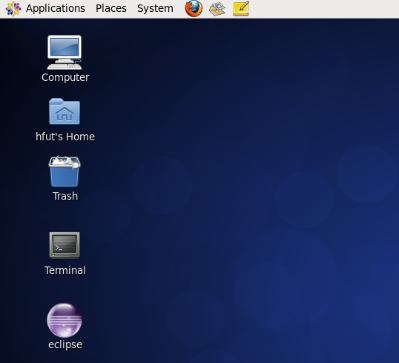 Applications Places System
Computer
hfut's Home
Trash
Terminal
eclipse